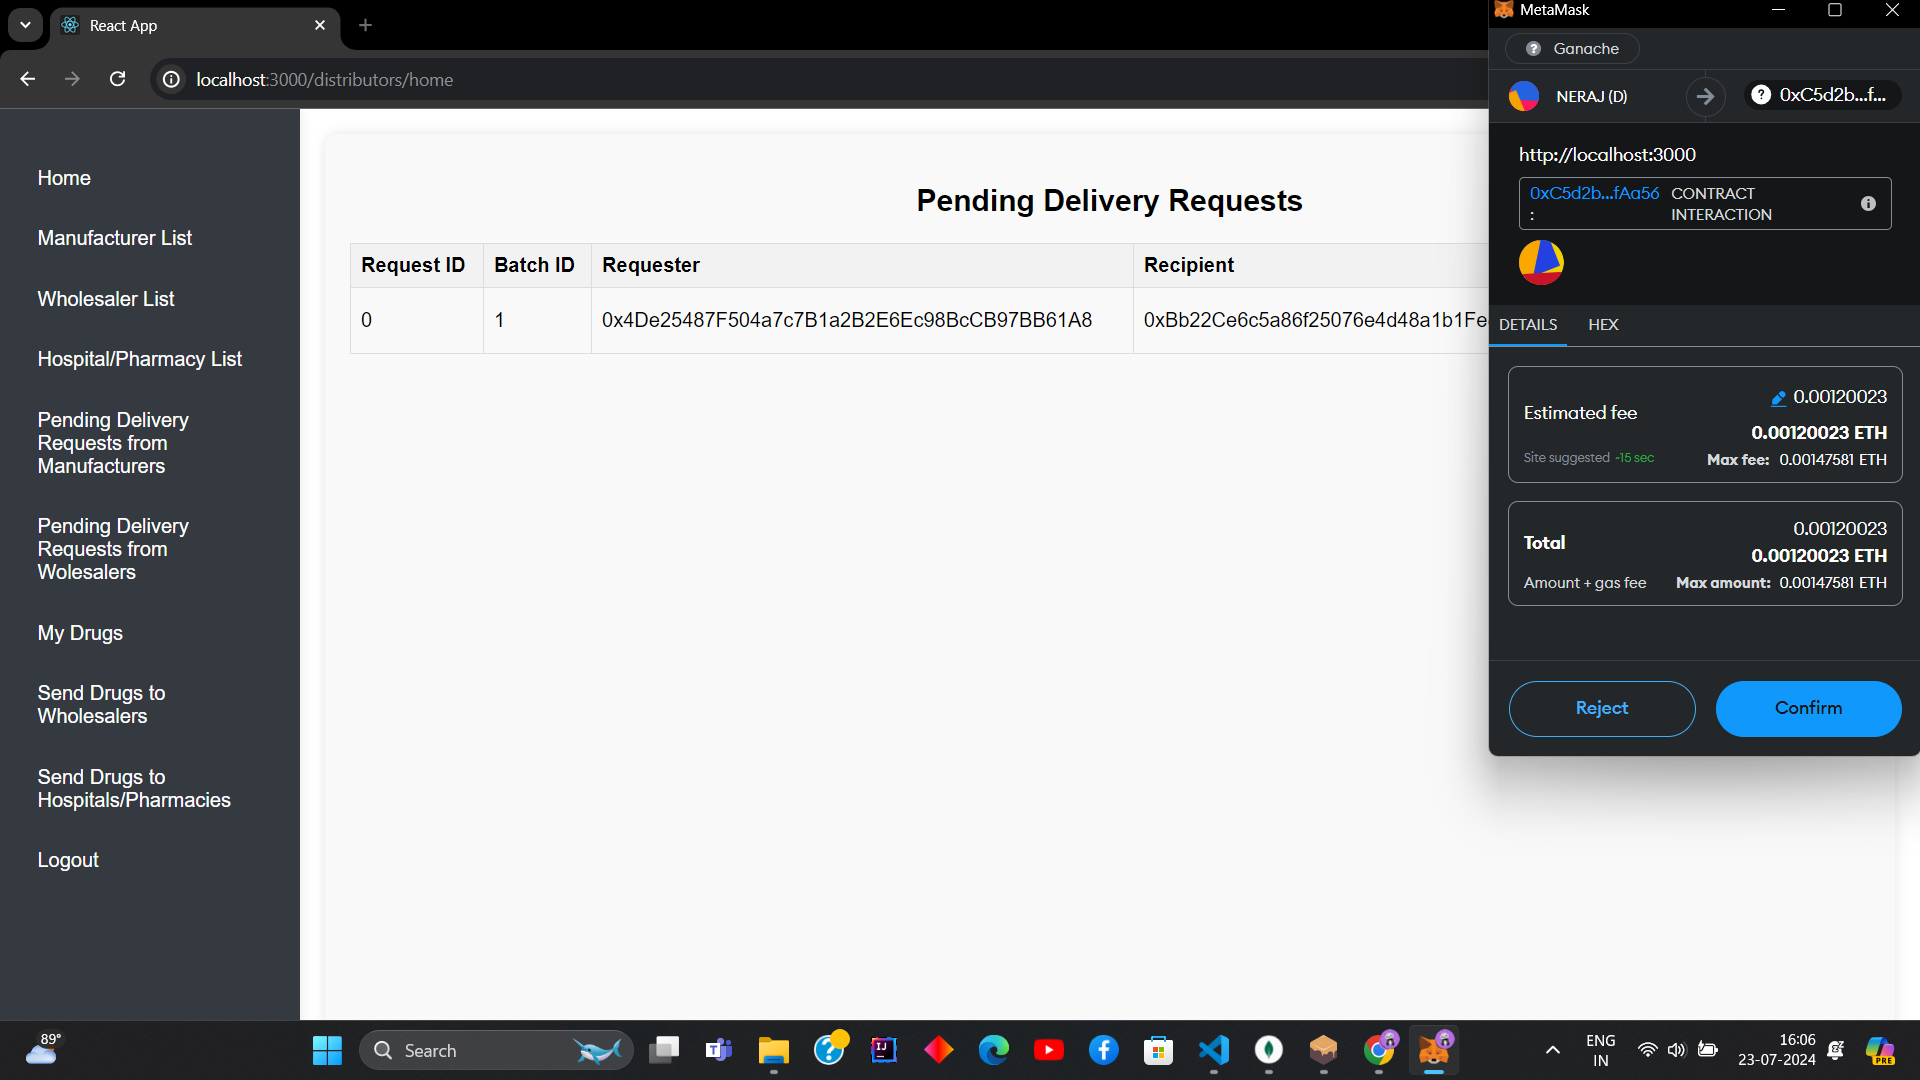 React App
localhost:3000/distributors/home
Home
Manufacturer List
Wholesaler List
Hospital/Pharmacy List
Pending Delivery
Requests from
Manufacturers
Pending Delivery
Requests from
Wolesalers
My Drugs
Send Drugs to
Wholesalers
Send Drugs to
Hospitals/Pharmacies
Logout
Pending Delivery Requests
Request ID Batch ID Requester Recipient
0 1 0x4De25487F504a7c7B1a2B2E6Ec98BcCB97BB61A8 0xBb22Ce6c5a86f25076e4d48a1b1Fe
MetaMask
Ganache
NERAJ (D) 0xC5d2b...f...
http://localhost:3000
0xC5d2b...fAa56 CONTRACT
: INTERACTION
DETAILS HEX
0.00120023
Estimated fee
0.00120023 ETH
Site suggested ~15 sec Max fee: 0.00147581 ETH
0.00120023
Total
0.00120023 ETH
Amount + gas fee Max amount: 0.00147581 ETH
Reject Confirm
89°
Search
ENG
IN
16:06
23-07-2024
PRE